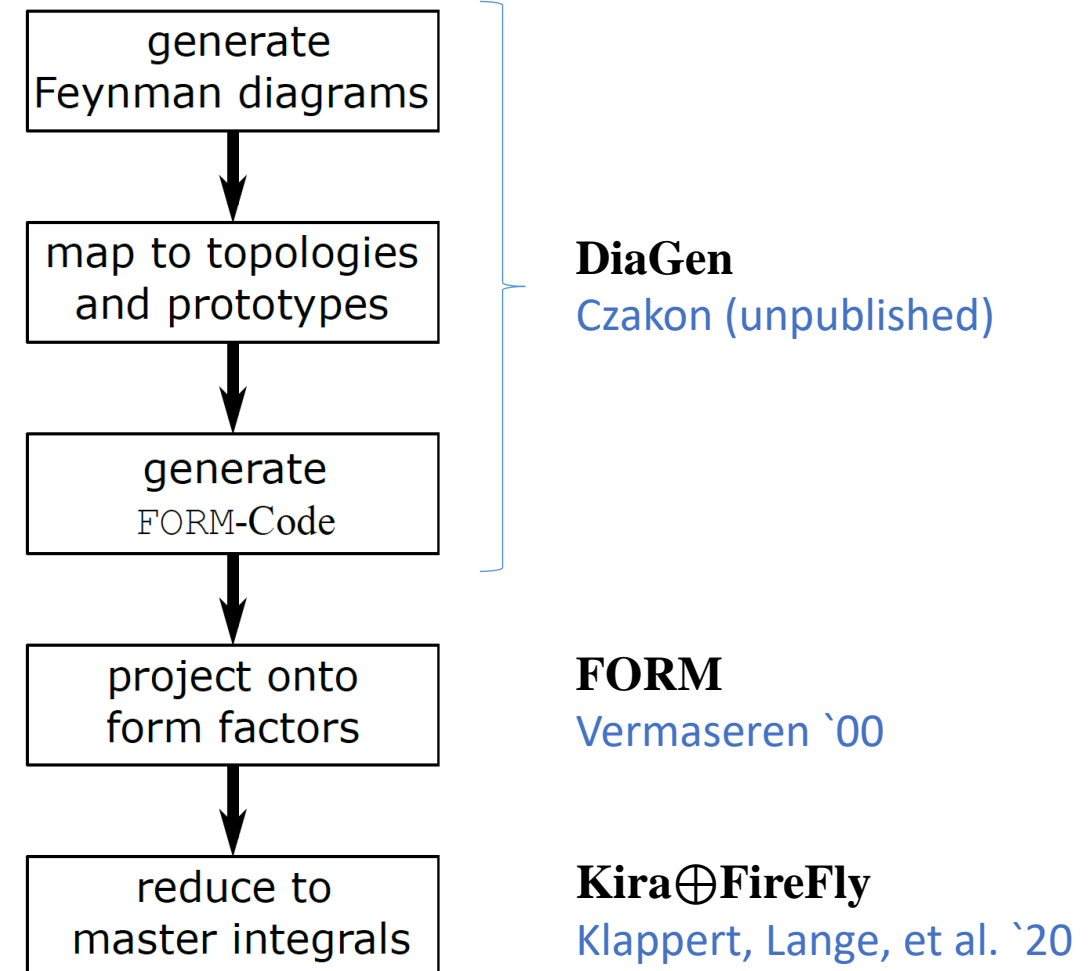 generate
Feynman diagrams
map to topologies
and prototypes
DiaGen
Czakon (unpublished)
generate
FORM-Code
project onto
form factors
FORM
Vermaseren `00
reduce to
master integrals
Kira⊕FireFly
Klappert, Lange, et al. `20